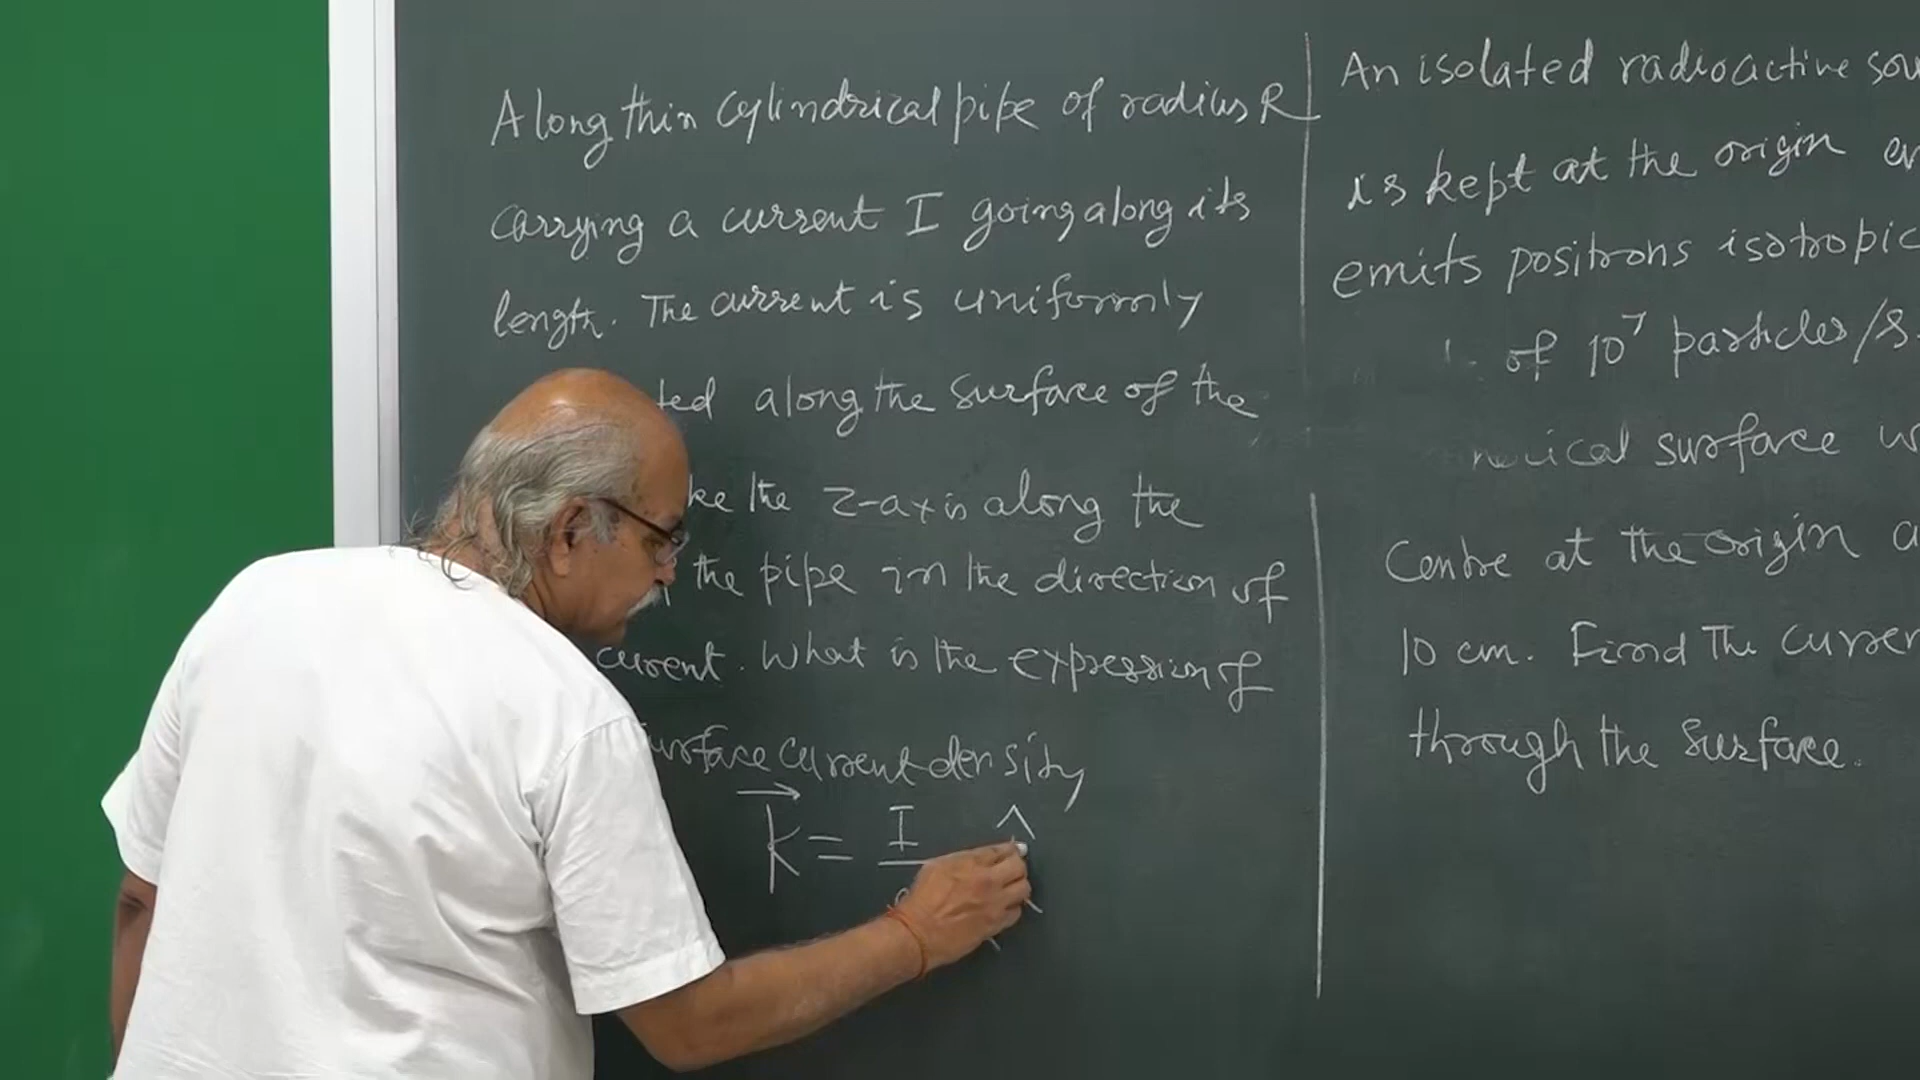 A long thin cylindrical pipe of radius R
carrying a current I going along its
length. The current is uniformly
ted along the surface of the
ke the z-axis along the
the pipe in the direction of
current. What is the expression of
urface current density
k = I
An isolated radioactive sou
is kept at the origin
emits positrons isotropic
of 10⁷ particles/s.
rical surface w
Centre at the origin a
10 cm. Find The curren
through the surface.